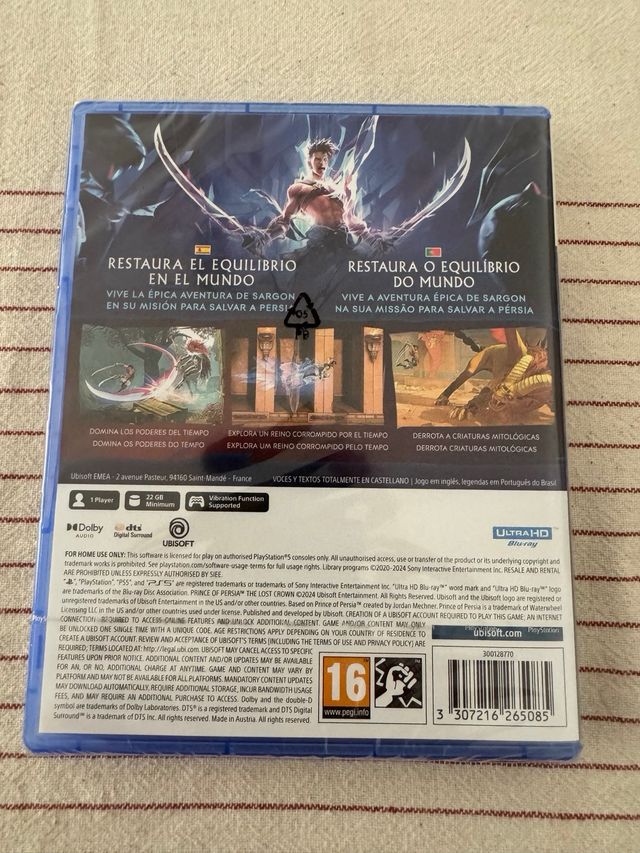 RESTAURA EL EQUILIBRIO
EN EL MUNDO
VIVE LA ÉPICA AVENTURA DE SARGON
EN SU MISIÓN PARA SALVAR A PERSIA
RESTAURA O EQUILÍBRIO
DO MUNDO
VIVE A AVENTURA ÉPICA DE SARGON
NA SUA MISSÃO PARA SALVAR A PÉRSIA
05
PP
DOMINA LOS PODERES DEL TIEMPO
DOMINA OS PODERES DO TEMPO
EXPLORA UN REINO CORROMPIDO POR EL TIEMPO
EXPLORA UM REINO CORROMPIDO PELO TEMPO
DERROTA A CRIATURAS MITOLÓGICAS
DERROTA CRIATURAS MITOLÓGICAS
Ubisoft EMEA - 2 avenue Pasteur, 94160 Saint-Mandé - France
VOCES Y TEXTOS TOTALMENTE EN CASTELLANO | Jogo em inglês, legendas em Português do Brasil
1 Player
22 GB
Minimum
Vibration Function
Supported
Dolby
AUDIO
dts
Digital Surround
UBISOFT
ULTRA HD
Blu-ray
FOR HOME USE ONLY: This software is licensed for play on authorised PlayStation®5 consoles only. All unauthorised access, use or transfer of the product or its underlying copyright and
trademark works is prohibited. See playstation.com/software-usage-terms for full usage rights. Library programs ©2020-2024 Sony Interactive Entertainment Inc. RESALE AND RENTAL
ARE PROHIBITED UNLESS EXPRESSLY AUTHORISED BY SIEE.
"PlayStation", "PS5", and "PS5" are registered trademarks or trademarks of Sony Interactive Entertainment Inc. "Ultra HD Blu-ray™" word mark and "Ultra HD Blu-ray™" logo
are trademarks of the Blu-ray Disc Association. PRINCE OF PERSIA™ THE LOST CROWN ©2024 Ubisoft Entertainment. All Rights Reserved. Ubisoft and the Ubisoft logo are registered or
unregistered trademarks of Ubisoft Entertainment in the US and/or other countries. Based on Prince of Persia™ created by Jordan Mechner. Prince of Persia is a trademark of Waterwheel
Licensing LLC in the US and/or other countries used under license. Published and developed by Ubisoft. CREATION OF A UBISOFT ACCOUNT REQUIRED TO PLAY THIS GAME; AN INTERNET
CONNECTION REQUIRED TO ACCESS ONLINE FEATURES AND UNLOCK ADDITIONAL CONTENT. GAME AND/OR CONTENT MAY ONLY
BE UNLOCKED ONE SINGLE TIME WITH A UNIQUE CODE. AGE RESTRICTIONS APPLY DEPENDING ON YOUR COUNTRY OF RESIDENCE TO
CREATE A UBISOFT ACCOUNT. REVIEW AND ACCEPTANCE OF UBISOFT'S TERMS (INCLUDING THE TERMS OF USE AND PRIVACY POLICY) ARE
REQUIRED; TERMS LOCATED AT: http://legal.ubi.com. UBISOFT MAY CANCEL ACCESS TO SPECIFIC
FEATURES UPON PRIOR NOTICE. ADDITIONAL CONTENT AND/OR UPDATES MAY BE AVAILABLE
FOR AN, OR NO, ADDITIONAL CHARGE AT ANYTIME. GAME AND CONTENT MAY VARY BY
PLATFORM AND MAY NOT BE AVAILABLE FOR ALL PLATFORMS. MANDATORY CONTENT UPDATES
MAY DOWNLOAD AUTOMATICALLY, REQUIRE ADDITIONAL STORAGE, INCUR BANDWIDTH USAGE
FEES, AND MAY REQUIRE AN ADDITIONAL PURCHASE TO ACCESS. Dolby and the double-D
symbol are trademarks of Dolby Laboratories. DTS® is a registered trademark and DTS Digital
Surround™ is a trademark of DTS Inc. All rights reserved. Made in Austria. All rights reserved.
ubisoft.com
PlayStation
16
www.pegi.info
300128770
3 307216 265085